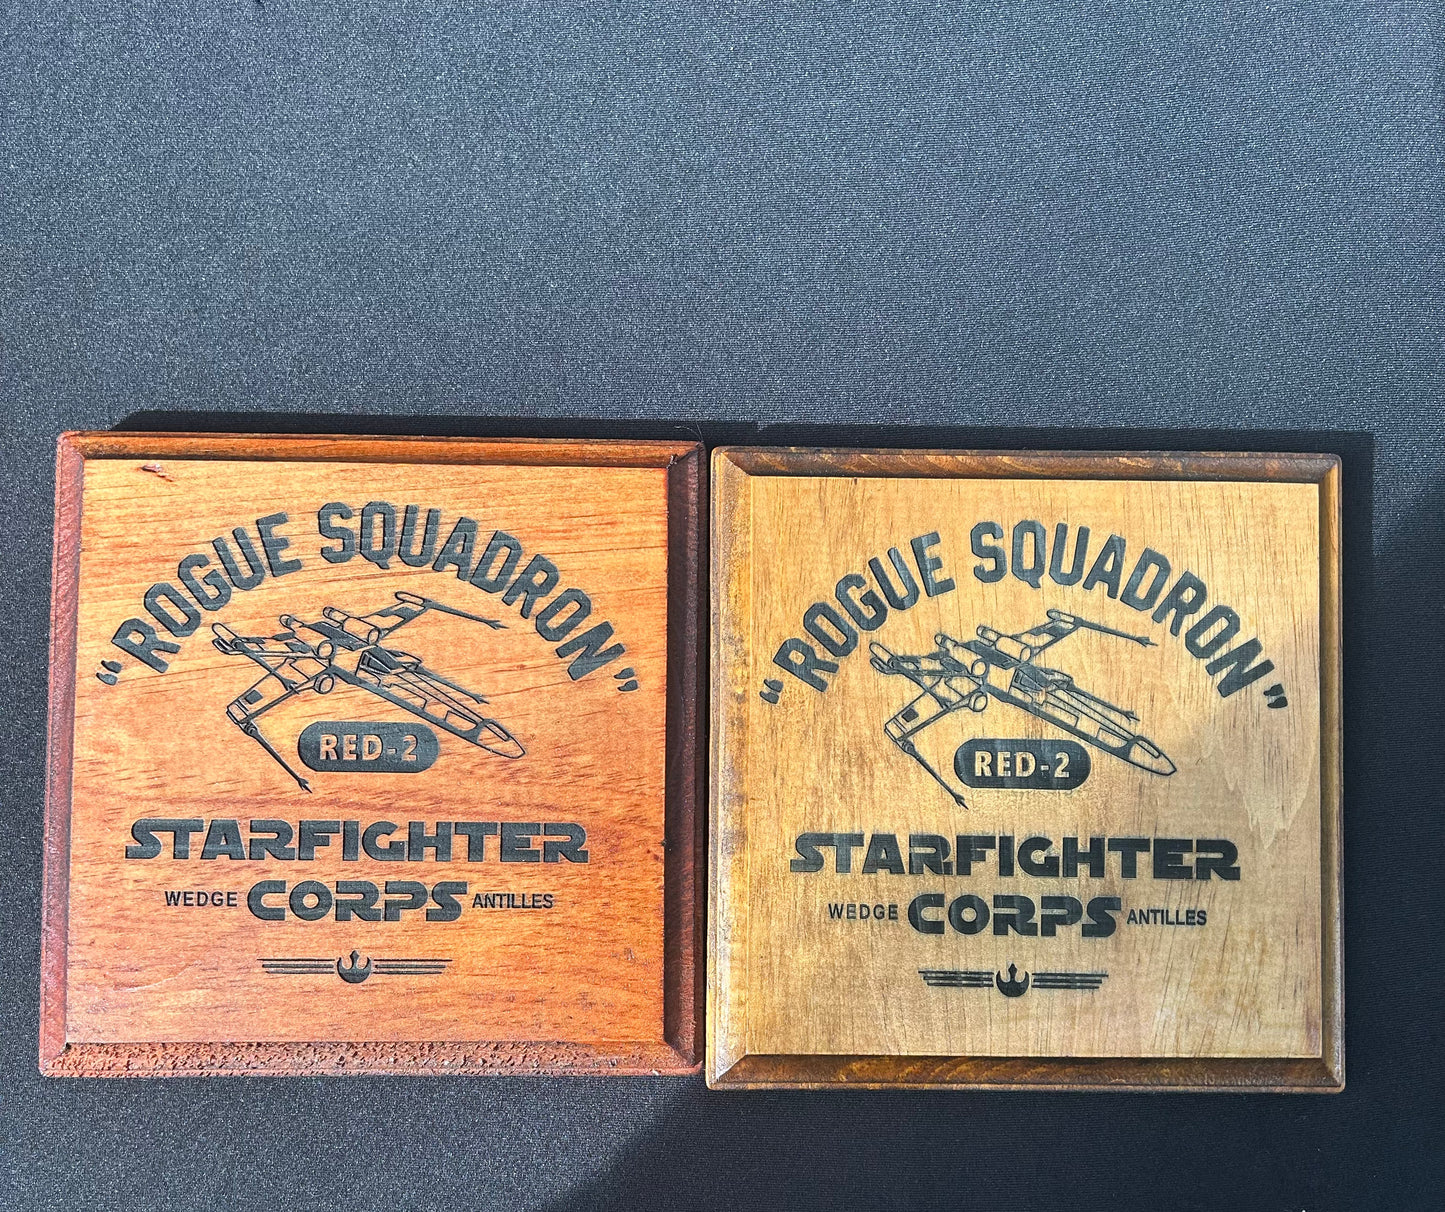 "ROGUE SQUADRON"
RED-2
STARFIGHTER
WEDGE CORPS ANTILLES
"ROGUE SQUADRON"
RED-2
STARFIGHTER
WEDGE CORPS ANTILLES